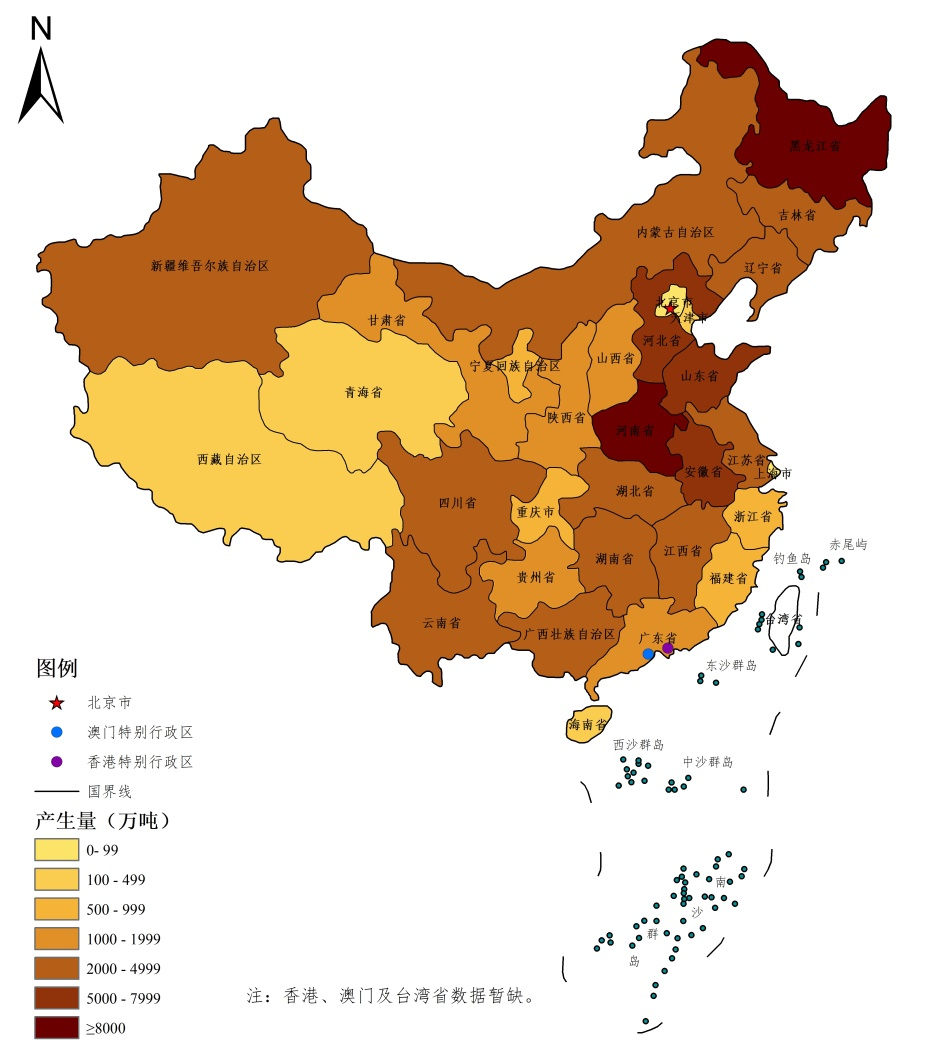 N
黑龙江省
吉林省
内蒙古自治区
辽宁省
新疆维吾尔族自治区
北京市
天津市
甘肃省
河北省
山西省
宁夏回族自治区
山东省
青海省
陕西省
河南省
西藏自治区
江苏省
安徽省
上海市
湖北省
四川省
重庆市
浙江省
赤尾屿
江西省
湖南省
钓鱼岛
贵州省
福建省
台湾省
云南省
广西壮族自治区
广东省
东沙群岛
海南省
西沙群岛
中沙群岛
南
沙
群
岛
图例
北京市
澳门特别行政区
香港特别行政区
国界线
产生量（万吨）
0- 99
100 - 499
500 - 999
1000 - 1999
2000 - 4999
5000 - 7999
≥8000
注：香港、澳门及台湾省数据暂缺。